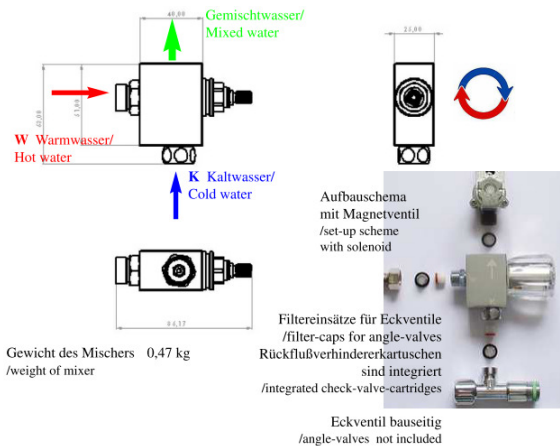 40,00
Gemischtwasser/
Mixed water
25,00
W Warmwasser/
Hot water
K Kaltwasser/
Cold water
Aufbauschema
mit Magnetventil
/set-up scheme
with solenoid
Filtereinsätze für Eckventile
/filter-caps for angle-valves
Rückflußverhindererkartuschen
sind integriert
/integrated check-valve-cartridges
Gewicht des Mischers 0,47 kg
/weight of mixer
Eckventil bauseitig
/angle-valves not included